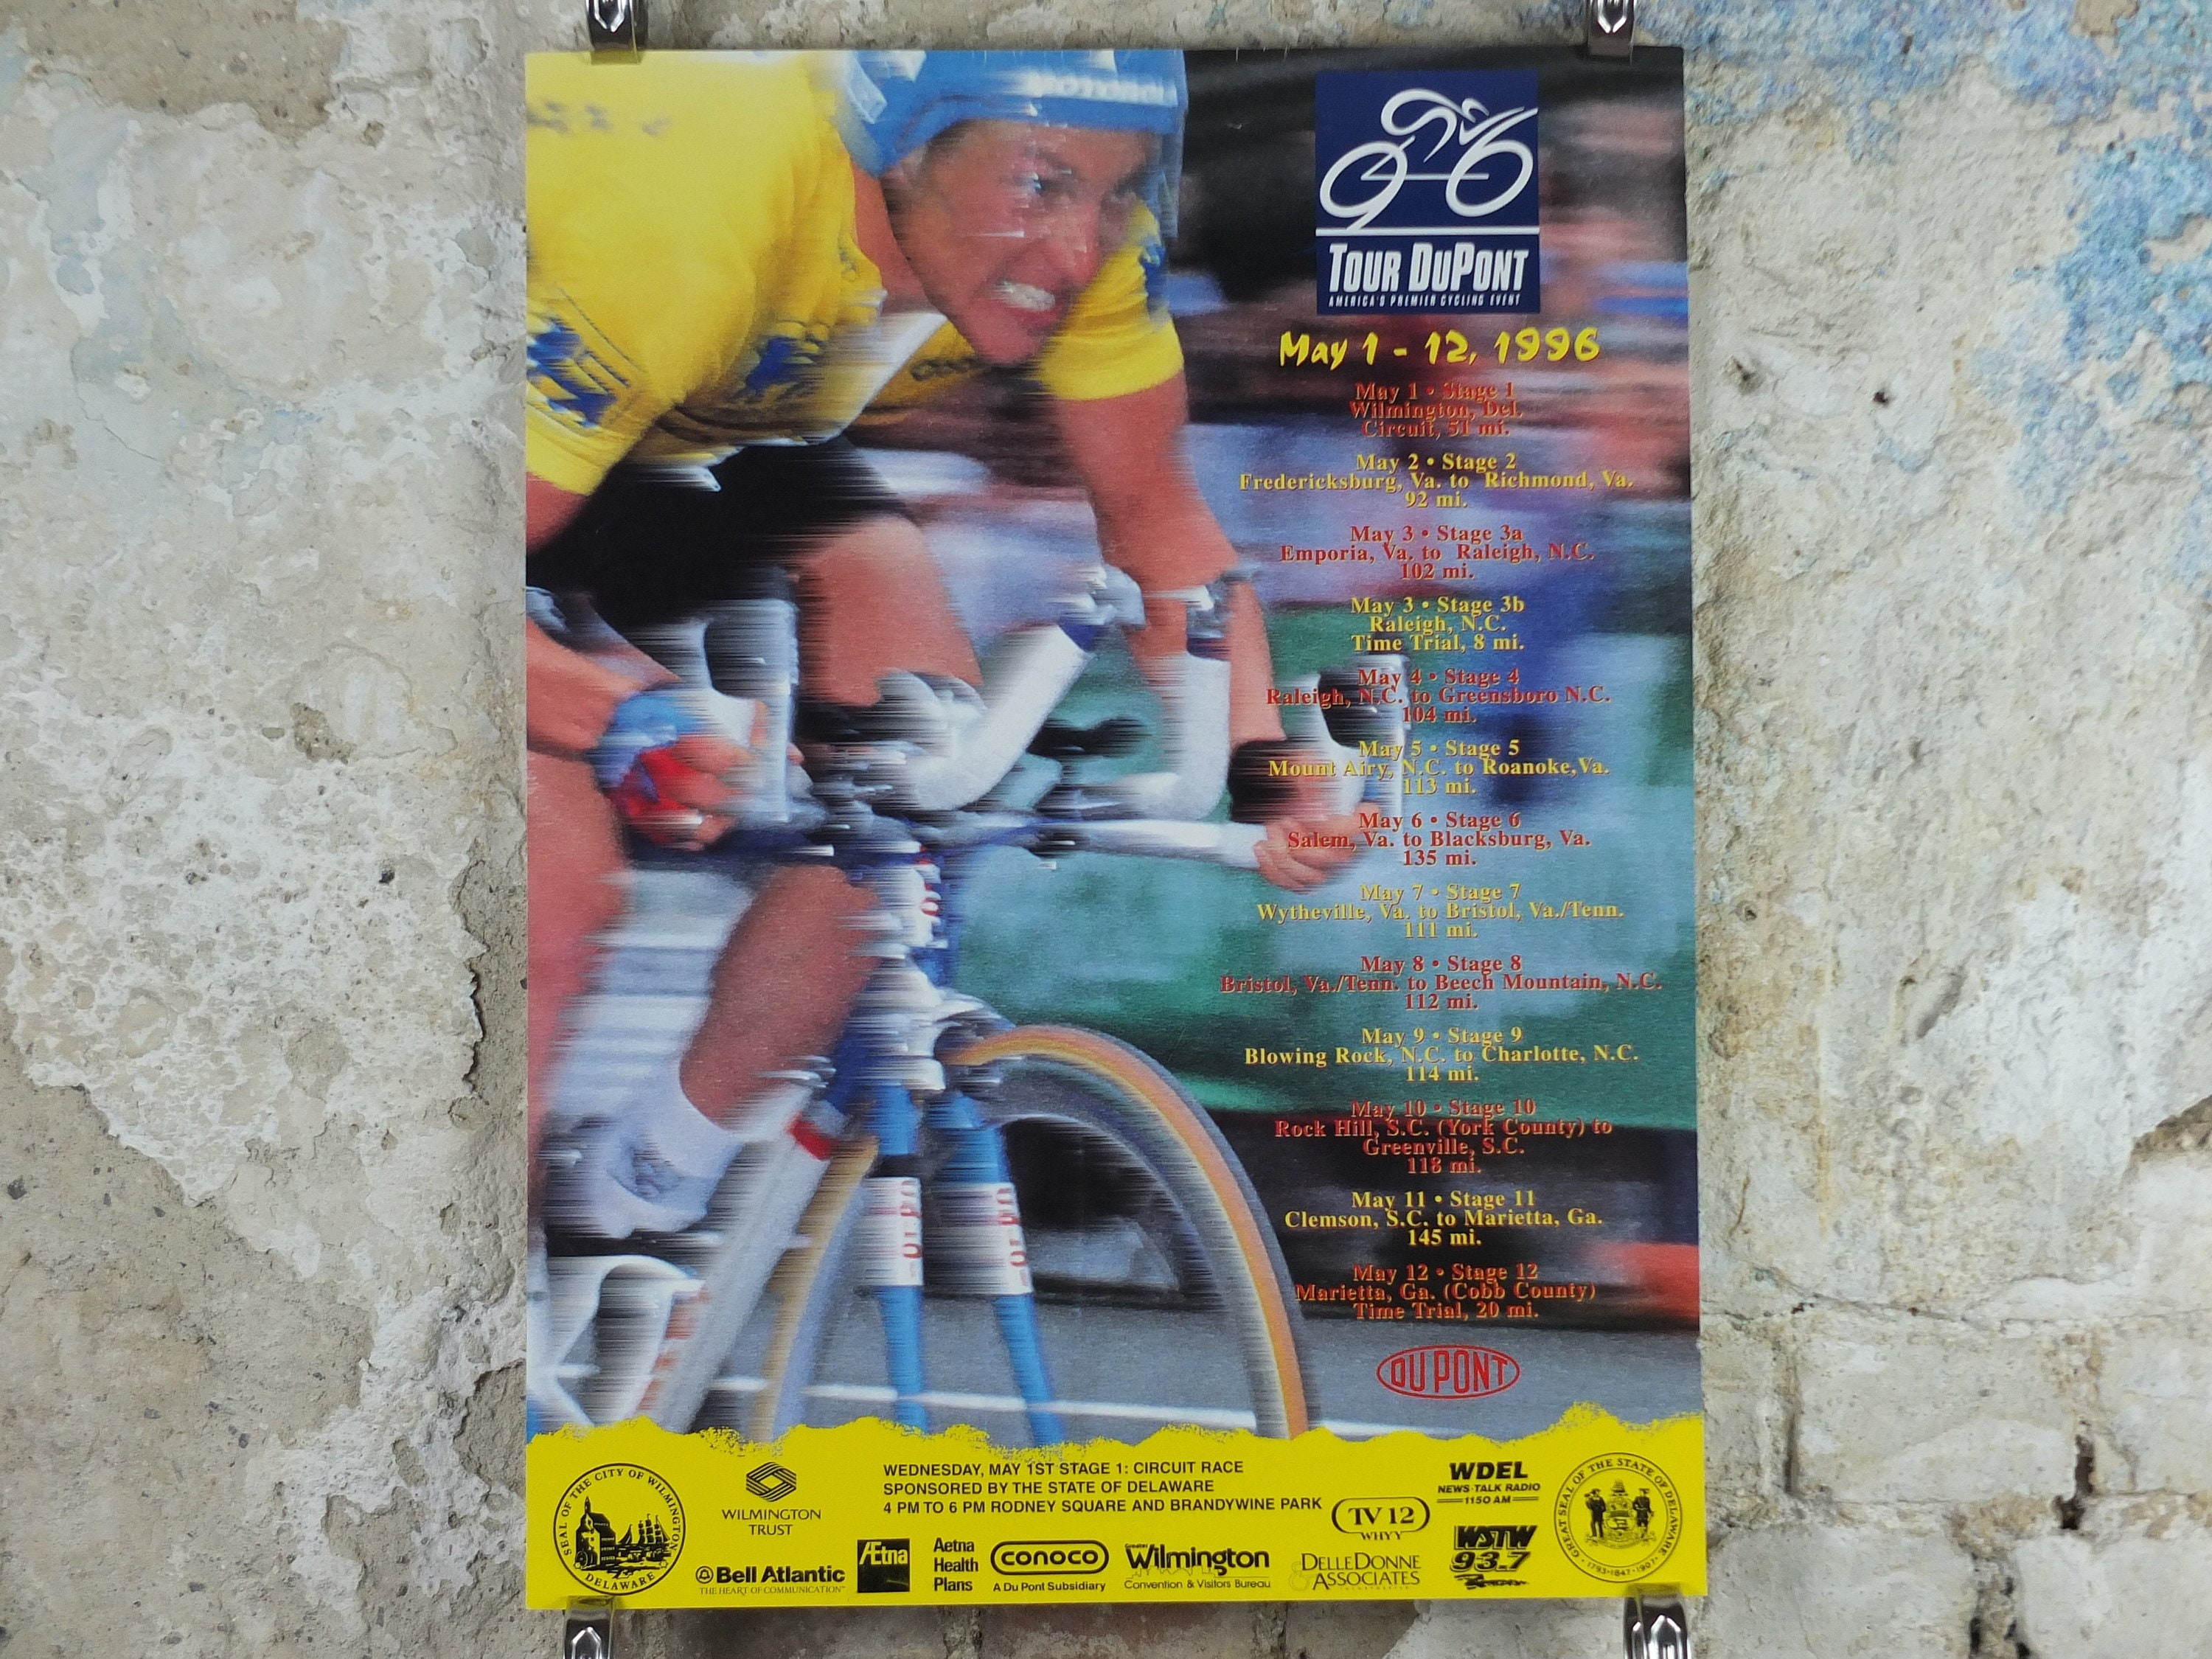 MOTOROLA
TOUR DUPONT
AMERICA'S PREMIER CYCLING EVENT
May 1 - 12, 1996
May 1 • Stage 1
Wilmington, Del.
Circuit, 51 mi.
May 2 • Stage 2
Fredericksburg, Va. to Richmond, Va.
92 mi.
May 3 • Stage 3a
Emporia, Va. to Raleigh, N.C.
102 mi.
May 3 • Stage 3b
Raleigh, N.C.
Time Trial, 8 mi.
May 4 • Stage 4
Raleigh, N.C. to Greensboro N.C.
104 mi.
May 5 • Stage 5
Mount Airy, N.C. to Roanoke,Va.
113 mi.
May 6 • Stage 6
Salem, Va. to Blacksburg, Va.
135 mi.
May 7 • Stage 7
Wytheville, Va. to Bristol, Va./Tenn.
111 mi.
May 8 • Stage 8
Bristol, Va./Tenn. to Beech Mountain, N.C.
112 mi.
May 9 • Stage 9
Blowing Rock, N.C. to Charlotte, N.C.
114 mi.
May 10 • Stage 10
Rock Hill, S.C. (York County) to
Greenville, S.C.
118 mi.
May 11 • Stage 11
Clemson, S.C. to Marietta, Ga.
145 mi.
May 12 • Stage 12
Marietta, Ga. (Cobb County)
Time Trial, 20 mi.
DU PONT
SEAL OF THE CITY OF WILMINGTON
DELAWARE
WILMINGTON
TRUST
WEDNESDAY, MAY 1ST STAGE 1: CIRCUIT RACE
SPONSORED BY THE STATE OF DELAWARE
4 PM TO 6 PM RODNEY SQUARE AND BRANDYWINE PARK
Bell Atlantic
THE HEART OF COMMUNICATION
Ætna
Aetna
Health
Plans
conoco
A Du Pont Subsidiary
Greater
Wilmington
Convention & Visitors Bureau
TV 12
WHYY
DELLEDONNE
& ASSOCIATES
WDEL
NEWS-TALK RADIO
1150 AM
WSTW
93.7
GREAT SEAL OF THE STATE OF DELAWARE
1793•1847•1907